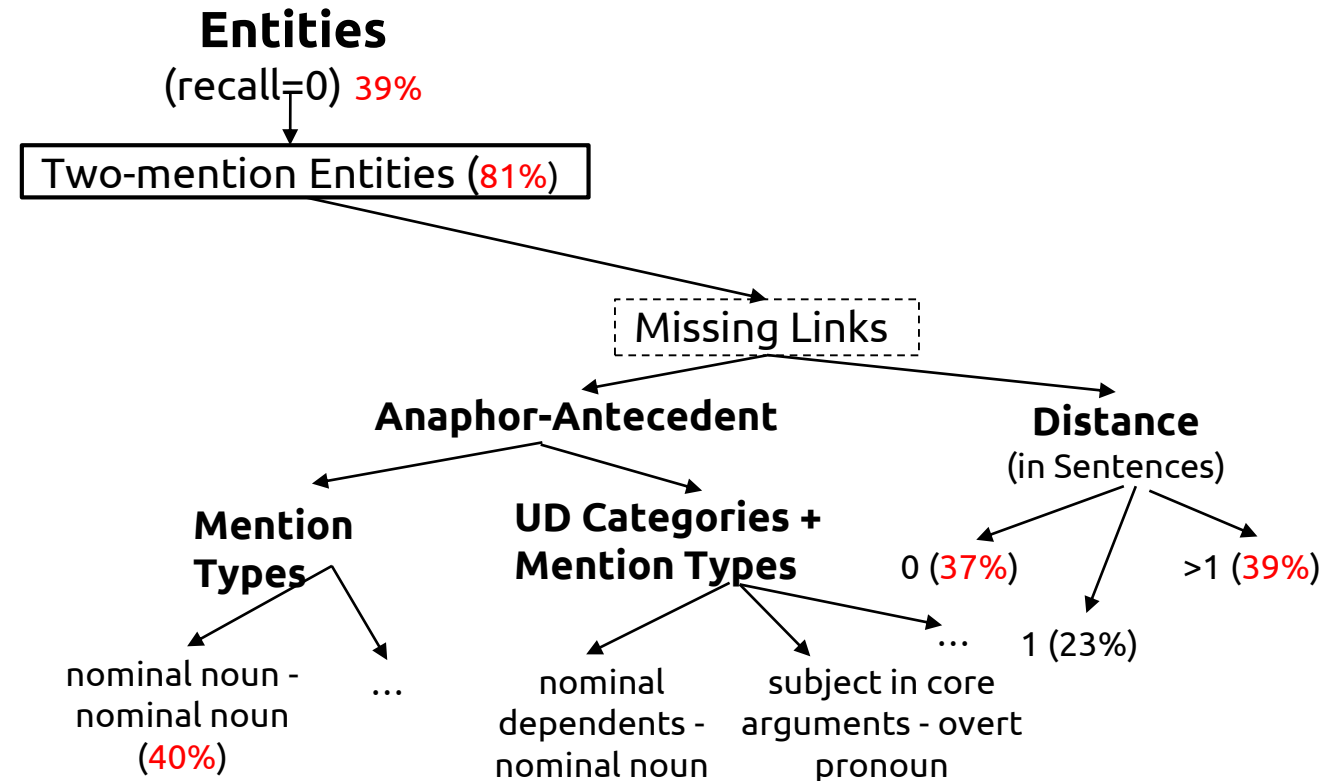 Entities
(recall=0) 39%
Two-mention Entities (81%)
Missing Links
Anaphor-Antecedent
Distance
(in Sentences)
Mention
Types
UD Categories +
Mention Types
0 (37%)
>1 (39%)
1 (23%)
nominal noun -
nominal noun
(40%)
…
nominal
dependents -
nominal noun
subject in core
arguments - overt
pronoun
…